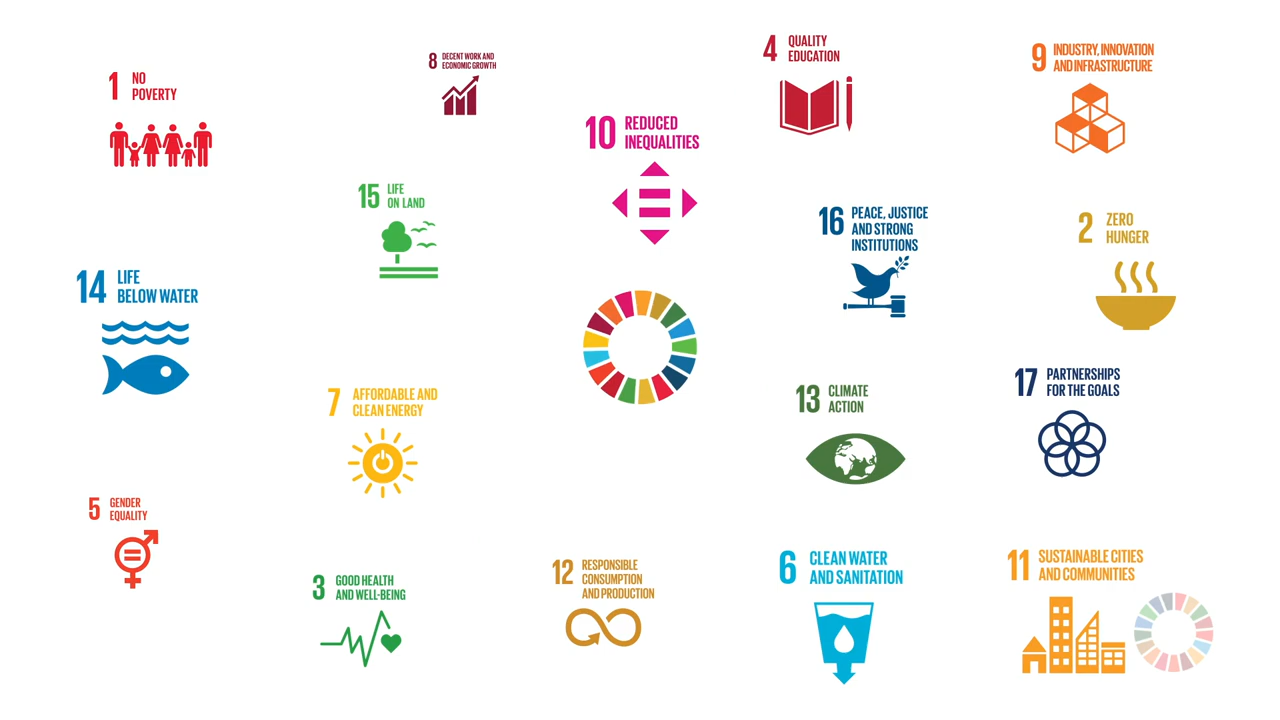 1 NO
POVERTY
8 DECENT WORK AND
ECONOMIC GROWTH
4 QUALITY
EDUCATION
9 INDUSTRY, INNOVATION
AND INFRASTRUCTURE
10 REDUCED
INEQUALITIES
15 LIFE
ON LAND
16 PEACE, JUSTICE
AND STRONG
INSTITUTIONS
2 ZERO
HUNGER
14 LIFE
BELOW WATER
7 AFFORDABLE AND
CLEAN ENERGY
13 CLIMATE
ACTION
17 PARTNERSHIPS
FOR THE GOALS
5 GENDER
EQUALITY
3 GOOD HEALTH
AND WELL-BEING
12 RESPONSIBLE
CONSUMPTION
AND PRODUCTION
6 CLEAN WATER
AND SANITATION
11 SUSTAINABLE CITIES
AND COMMUNITIES